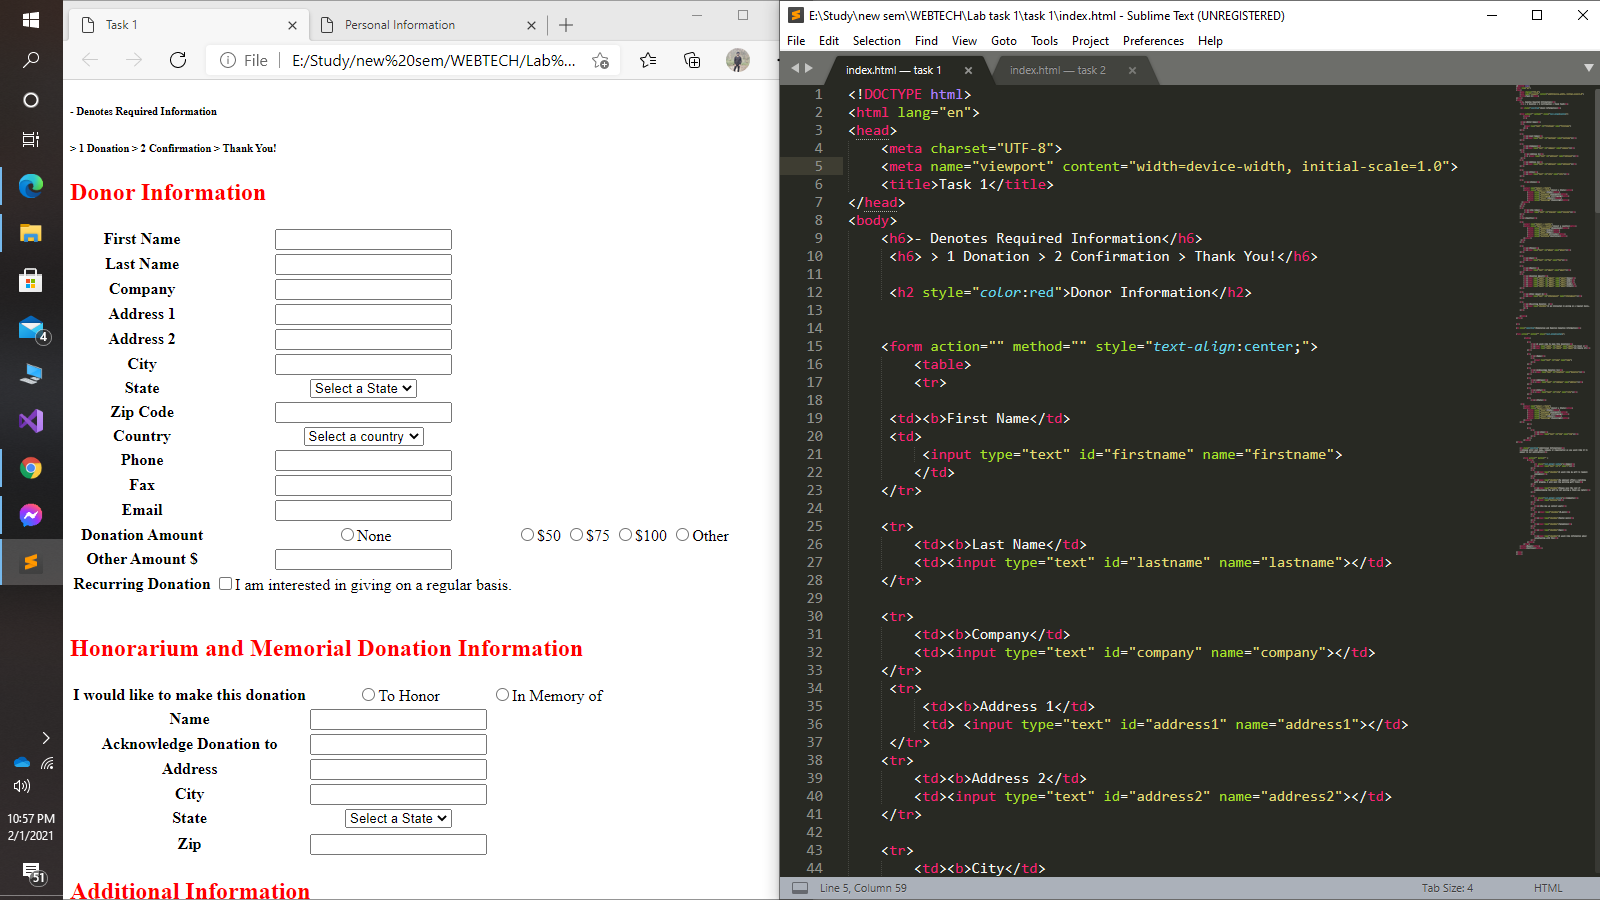 Task 1
Personal Information
File
E:/Study/new%20sem/WEBTECH/Lab%...
- Denotes Required Information
> 1 Donation > 2 Confirmation > Thank You!
Donor Information
First Name
Last Name
Company
Address 1
Address 2
City
State Select a State
Zip Code
Country Select a country
Phone
Fax
Email
Donation Amount None $50 $75 $100 Other
Other Amount $
Recurring Donation I am interested in giving on a regular basis.
Honorarium and Memorial Donation Information
I would like to make this donation To Honor In Memory of
Name
Acknowledge Donation to
Address
City
State Select a State
Zip
Additional Information
4
10:57 PM
2/1/2021
51
E:\Study\new sem\WEBTECH\Lab task 1\task 1\index.html - Sublime Text (UNREGISTERED)
File Edit Selection Find View Goto Tools Project Preferences Help
index.html — task 1
index.html — task 2
1 <!DOCTYPE html>
2 <html lang="en">
3 <head>
4 <meta charset="UTF-8">
5 <meta name="viewport" content="width=device-width, initial-scale=1.0">
6 <title>Task 1</title>
7 </head>
8 <body>
9 <h6>- Denotes Required Information</h6>
10 <h6> > 1 Donation > 2 Confirmation > Thank You!</h6>
11
12 <h2 style="color:red">Donor Information</h2>
13
14
15 <form action="" method="" style="text-align:center;">
16 <table>
17 <tr>
18
19 <td><b>First Name</td>
20 <td>
21 <input type="text" id="firstname" name="firstname">
22 </td>
23 </tr>
24
25 <tr>
26 <td><b>Last Name</td>
27 <td><input type="text" id="lastname" name="lastname"></td>
28 </tr>
29
30 <tr>
31 <td><b>Company</td>
32 <td><input type="text" id="company" name="company"></td>
33 </tr>
34 <tr>
35 <td><b>Address 1</td>
36 <td> <input type="text" id="address1" name="address1"></td>
37 </tr>
38 <tr>
39 <td><b>Address 2</td>
40 <td><input type="text" id="address2" name="address2"></td>
41 </tr>
42
43 <tr>
44 <td><b>City</td>
Line 5, Column 59
Tab Size: 4
HTML